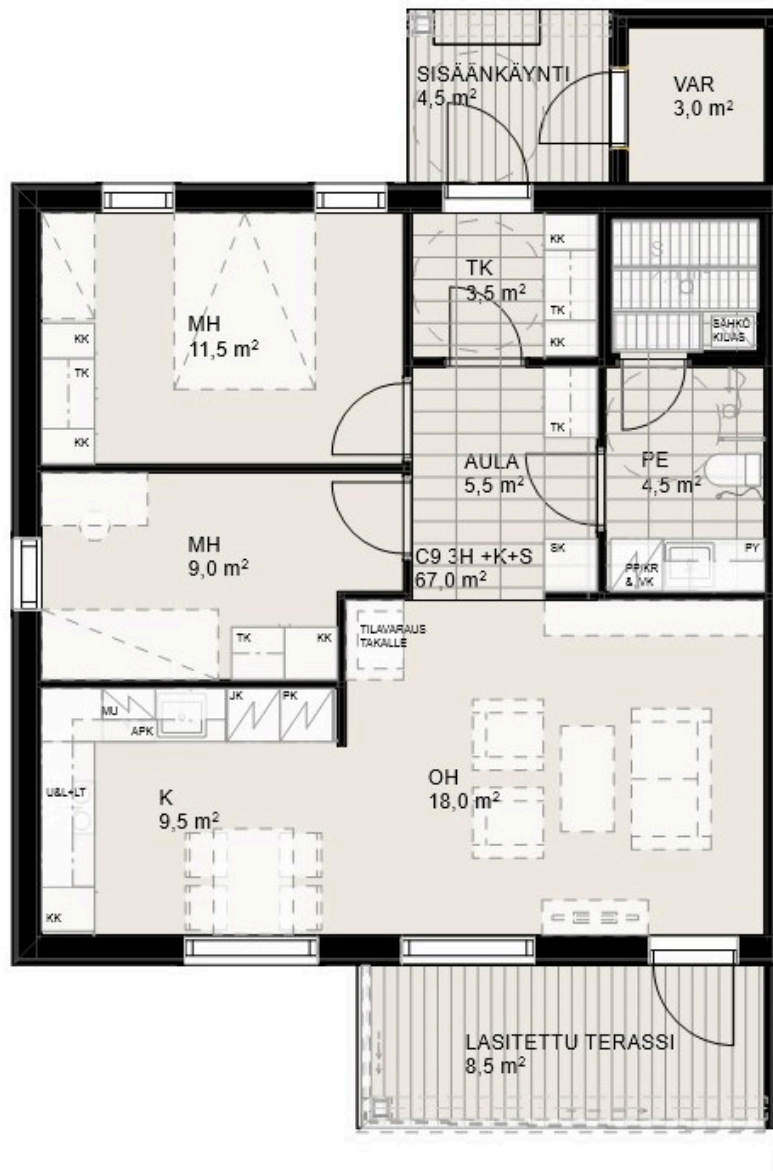 SISÄÄNKÄYNTI
4,5 m²
VAR
3,0 m²
KK
TK
3,5 m²
TK
KK
S
SÄHKÖ
KIUAS
MH
11,5 m²
KK
TK
KK
TK
AULA
5,5 m²
PE
4,5 m²
MH
9,0 m²
C9 3H +K+S
67,0 m²
SK
PP/KR
& VK
PY
TK
KK
TILAVARAUS
TAKALLE
MU
APK
JK
PK
U&L+LT
K
9,5 m²
OH
18,0 m²
KK
LASITETTU TERASSI
8,5 m²